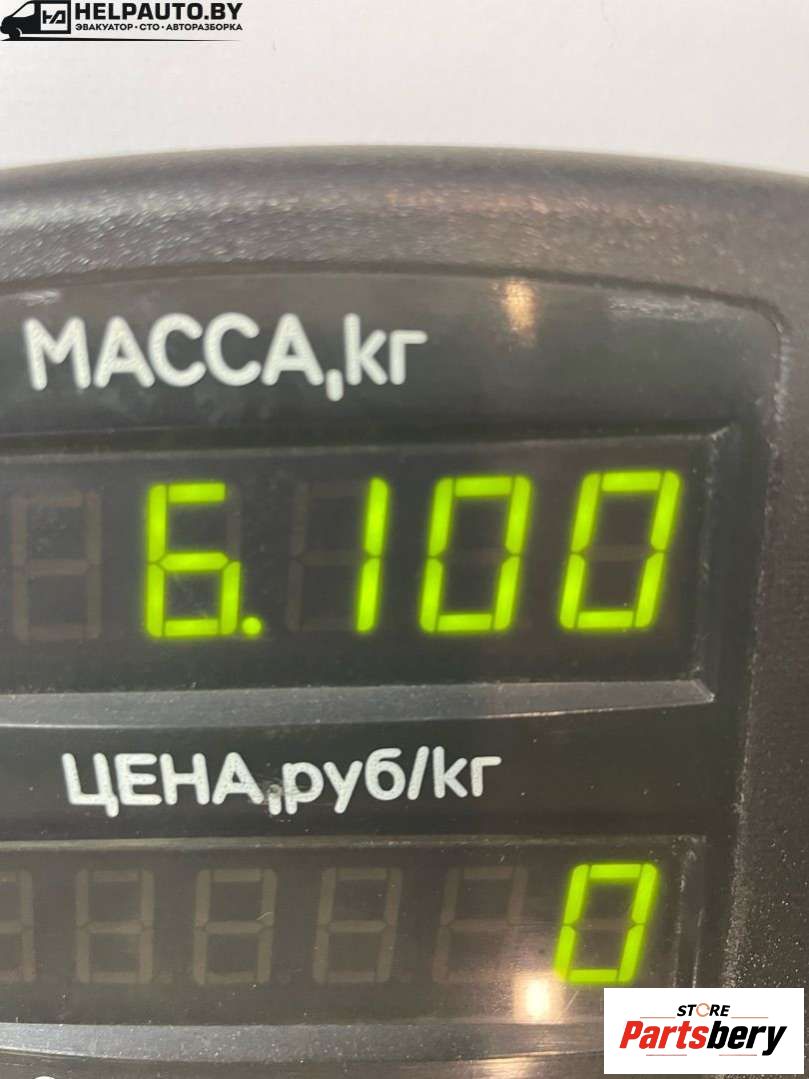 HELPAUTO.BY
ЭВАКУАТОР • СТО • АВТОРАЗБОРКА
МАССА,кг
6.100
ЦЕНА,руб/кг
0
STORE
Partsbery